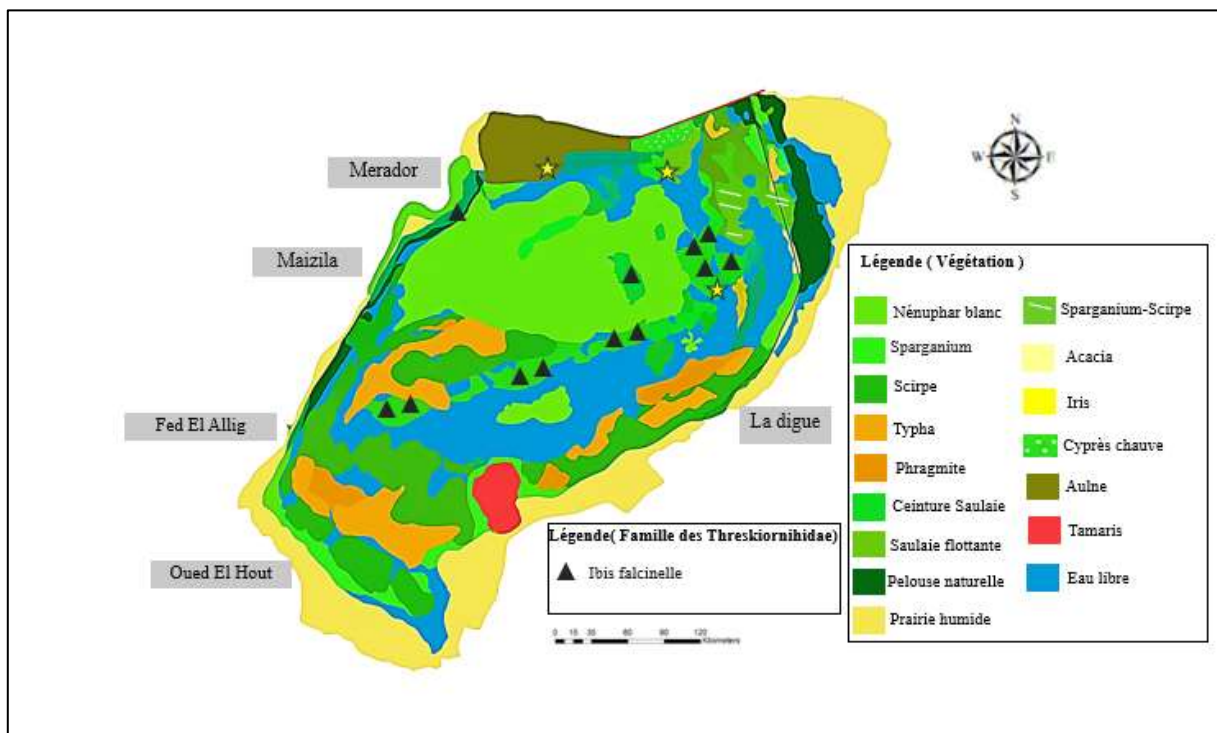 N
W E
S
Merador
Maizila
Fed El Allig
Oued El Hout
La digue
Légende ( Végétation )
Nénuphar blanc
Sparganium
Scirpe
Typha
Phragmite
Ceinture Saulaie
Saulaie flottante
Pelouse naturelle
Prairie humide
Sparganium-Scirpe
Acacia
Iris
Cyprès chauve
Aulne
Tamaris
Eau libre
Légende( Famille des Threskiornihidae)
Ibis falcinelle
0 15 30 60 90 120
Kilometers